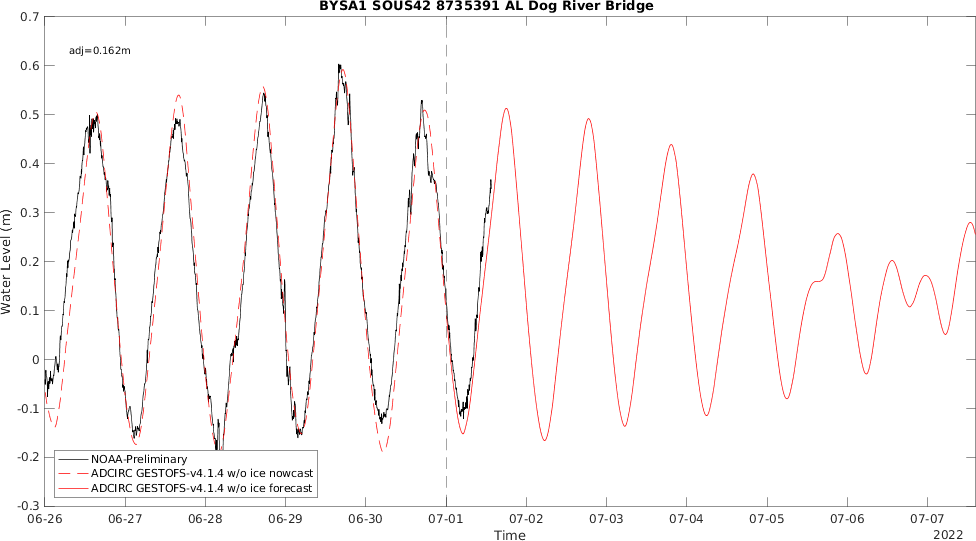 BYSA1 SOUS42 8735391 AL Dog River Bridge
adj=0.162m
0.7
0.6
0.5
0.4
0.3
0.2
0.1
0
-0.1
-0.2
-0.3
Water Level (m)
NOAA-Preliminary
ADCIRC GESTOFS-v4.1.4 w/o ice nowcast
ADCIRC GESTOFS-v4.1.4 w/o ice forecast
06-26 06-27 06-28 06-29 06-30 07-01 07-02 07-03 07-04 07-05 07-06 07-07
Time
2022